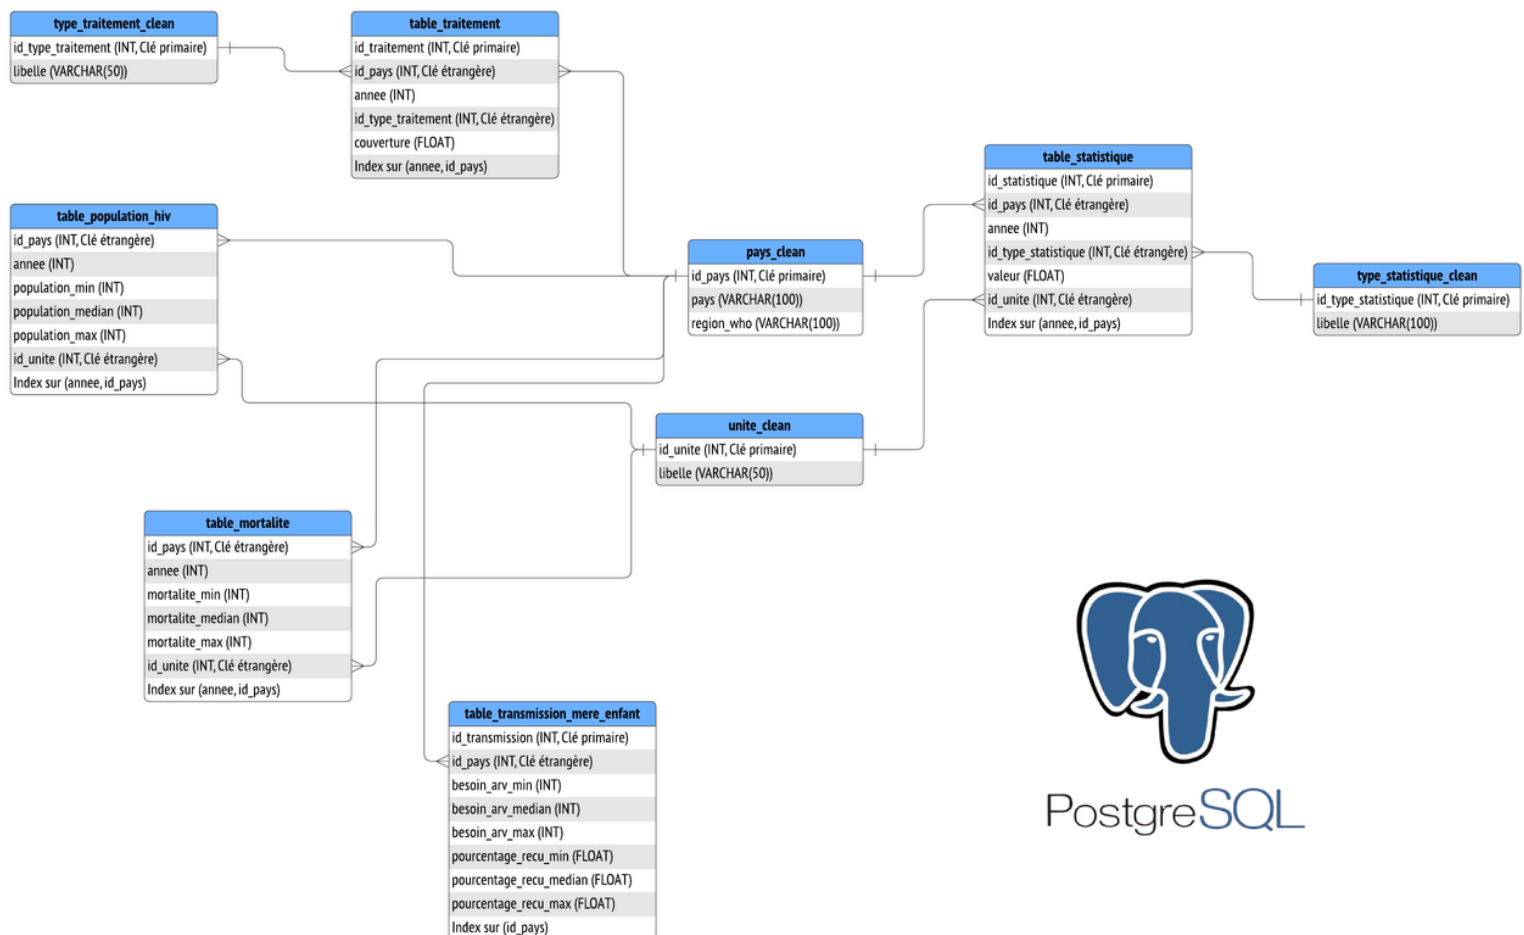 type_traitement_clean
id_type_traitement (INT, Clé primaire)
libelle (VARCHAR(50))
table_traitement
id_traitement (INT, Clé primaire)
id_pays (INT, Clé étrangère)
annee (INT)
id_type_traitement (INT, Clé étrangère)
couverture (FLOAT)
Index sur (annee, id_pays)
table_statistique
id_statistique (INT, Clé primaire)
id_pays (INT, Clé étrangère)
annee (INT)
id_type_statistique (INT, Clé étrangère)
valeur (FLOAT)
id_unite (INT, Clé étrangère)
Index sur (annee, id_pays)
table_population_hiv
id_pays (INT, Clé étrangère)
annee (INT)
population_min (INT)
population_median (INT)
population_max (INT)
id_unite (INT, Clé étrangère)
Index sur (annee, id_pays)
pays_clean
id_pays (INT, Clé primaire)
pays (VARCHAR(100))
region_who (VARCHAR(100))
type_statistique_clean
id_type_statistique (INT, Clé primaire)
libelle (VARCHAR(100))
unite_clean
id_unite (INT, Clé primaire)
libelle (VARCHAR(50))
table_mortalite
id_pays (INT, Clé étrangère)
annee (INT)
mortalite_min (INT)
mortalite_median (INT)
mortalite_max (INT)
id_unite (INT, Clé étrangère)
Index sur (annee, id_pays)
table_transmission_mere_enfant
id_transmission (INT, Clé primaire)
id_pays (INT, Clé étrangère)
besoin_arv_min (INT)
besoin_arv_median (INT)
besoin_arv_max (INT)
pourcentage_recu_min (FLOAT)
pourcentage_recu_median (FLOAT)
pourcentage_recu_max (FLOAT)
Index sur (id_pays)
PostgreSQL